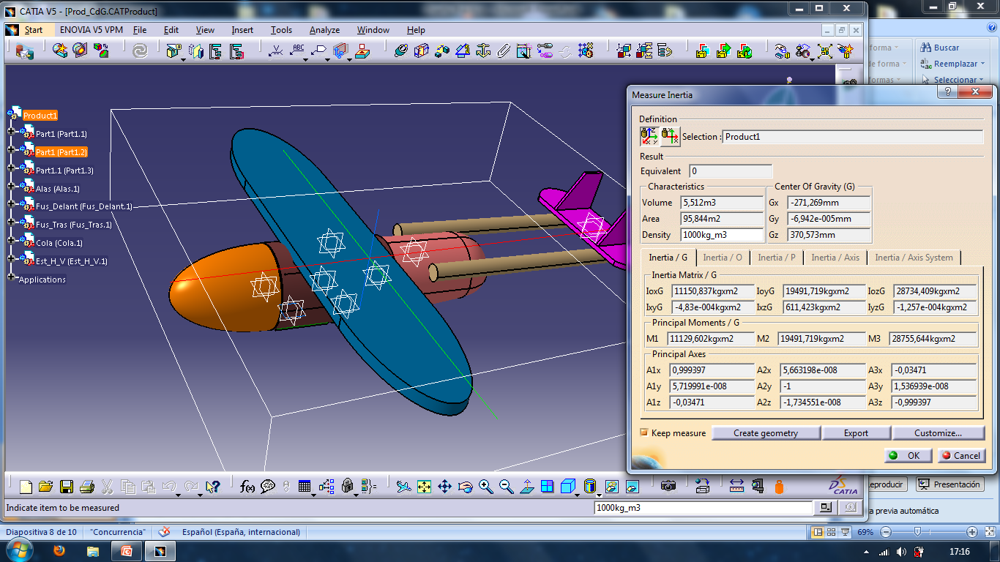 CATIA V5 - [Prod_CdG.CATProduct]
Start ENOVIA V5 VPM File Edit View Insert Tools Analyze Window Help
Buscar
Reemplazar
Seleccionar
Product1
Part1 (Part1.1)
Part1 (Part1.2)
Part1.1 (Part1.3)
Alas (Alas.1)
Fus_Delant (Fus_Delant.1)
Fus_Tras (Fus_Tras.1)
Cola (Cola.1)
Est_H_V (Est_H_V.1)
Applications
Measure Inertia
Definition
Selection : Product1
Result
Equivalent 0
Characteristics Center Of Gravity (G)
Volume 5,512m3 Gx -271,269mm
Area 95,844m2 Gy -6,942e-005mm
Density 1000kg_m3 Gz 370,573mm
Inertia / G Inertia / O Inertia / P Inertia / Axis Inertia / Axis System
Inertia Matrix / G
IoxG 11150,837kgxm2 IoyG 19491,719kgxm2 IozG 28734,409kgxm2
IxyG -4,83e-004kgxm2 IxzG 611,423kgxm2 IyzG -1,257e-004kgxm2
Principal Moments / G
M1 11129,602kgxm2 M2 19491,719kgxm2 M3 28755,644kgxm2
Principal Axes
A1x 0,999397 A2x 5,663198e-008 A3x -0,03471
A1y 5,719991e-008 A2y -1 A3y 1,536939e-008
A1z -0,03471 A2z -1,734551e-008 A3z -0,999397
Keep measure Create geometry Export Customize...
OK Cancel
f(x) ABC
DS CATIA
eproducir Presentación
Indicate item to be measured 1000kg_m3
a previa automática
Diapositiva 8 de 10 "Concurrencia" Español (España, internacional) 69%
17:16